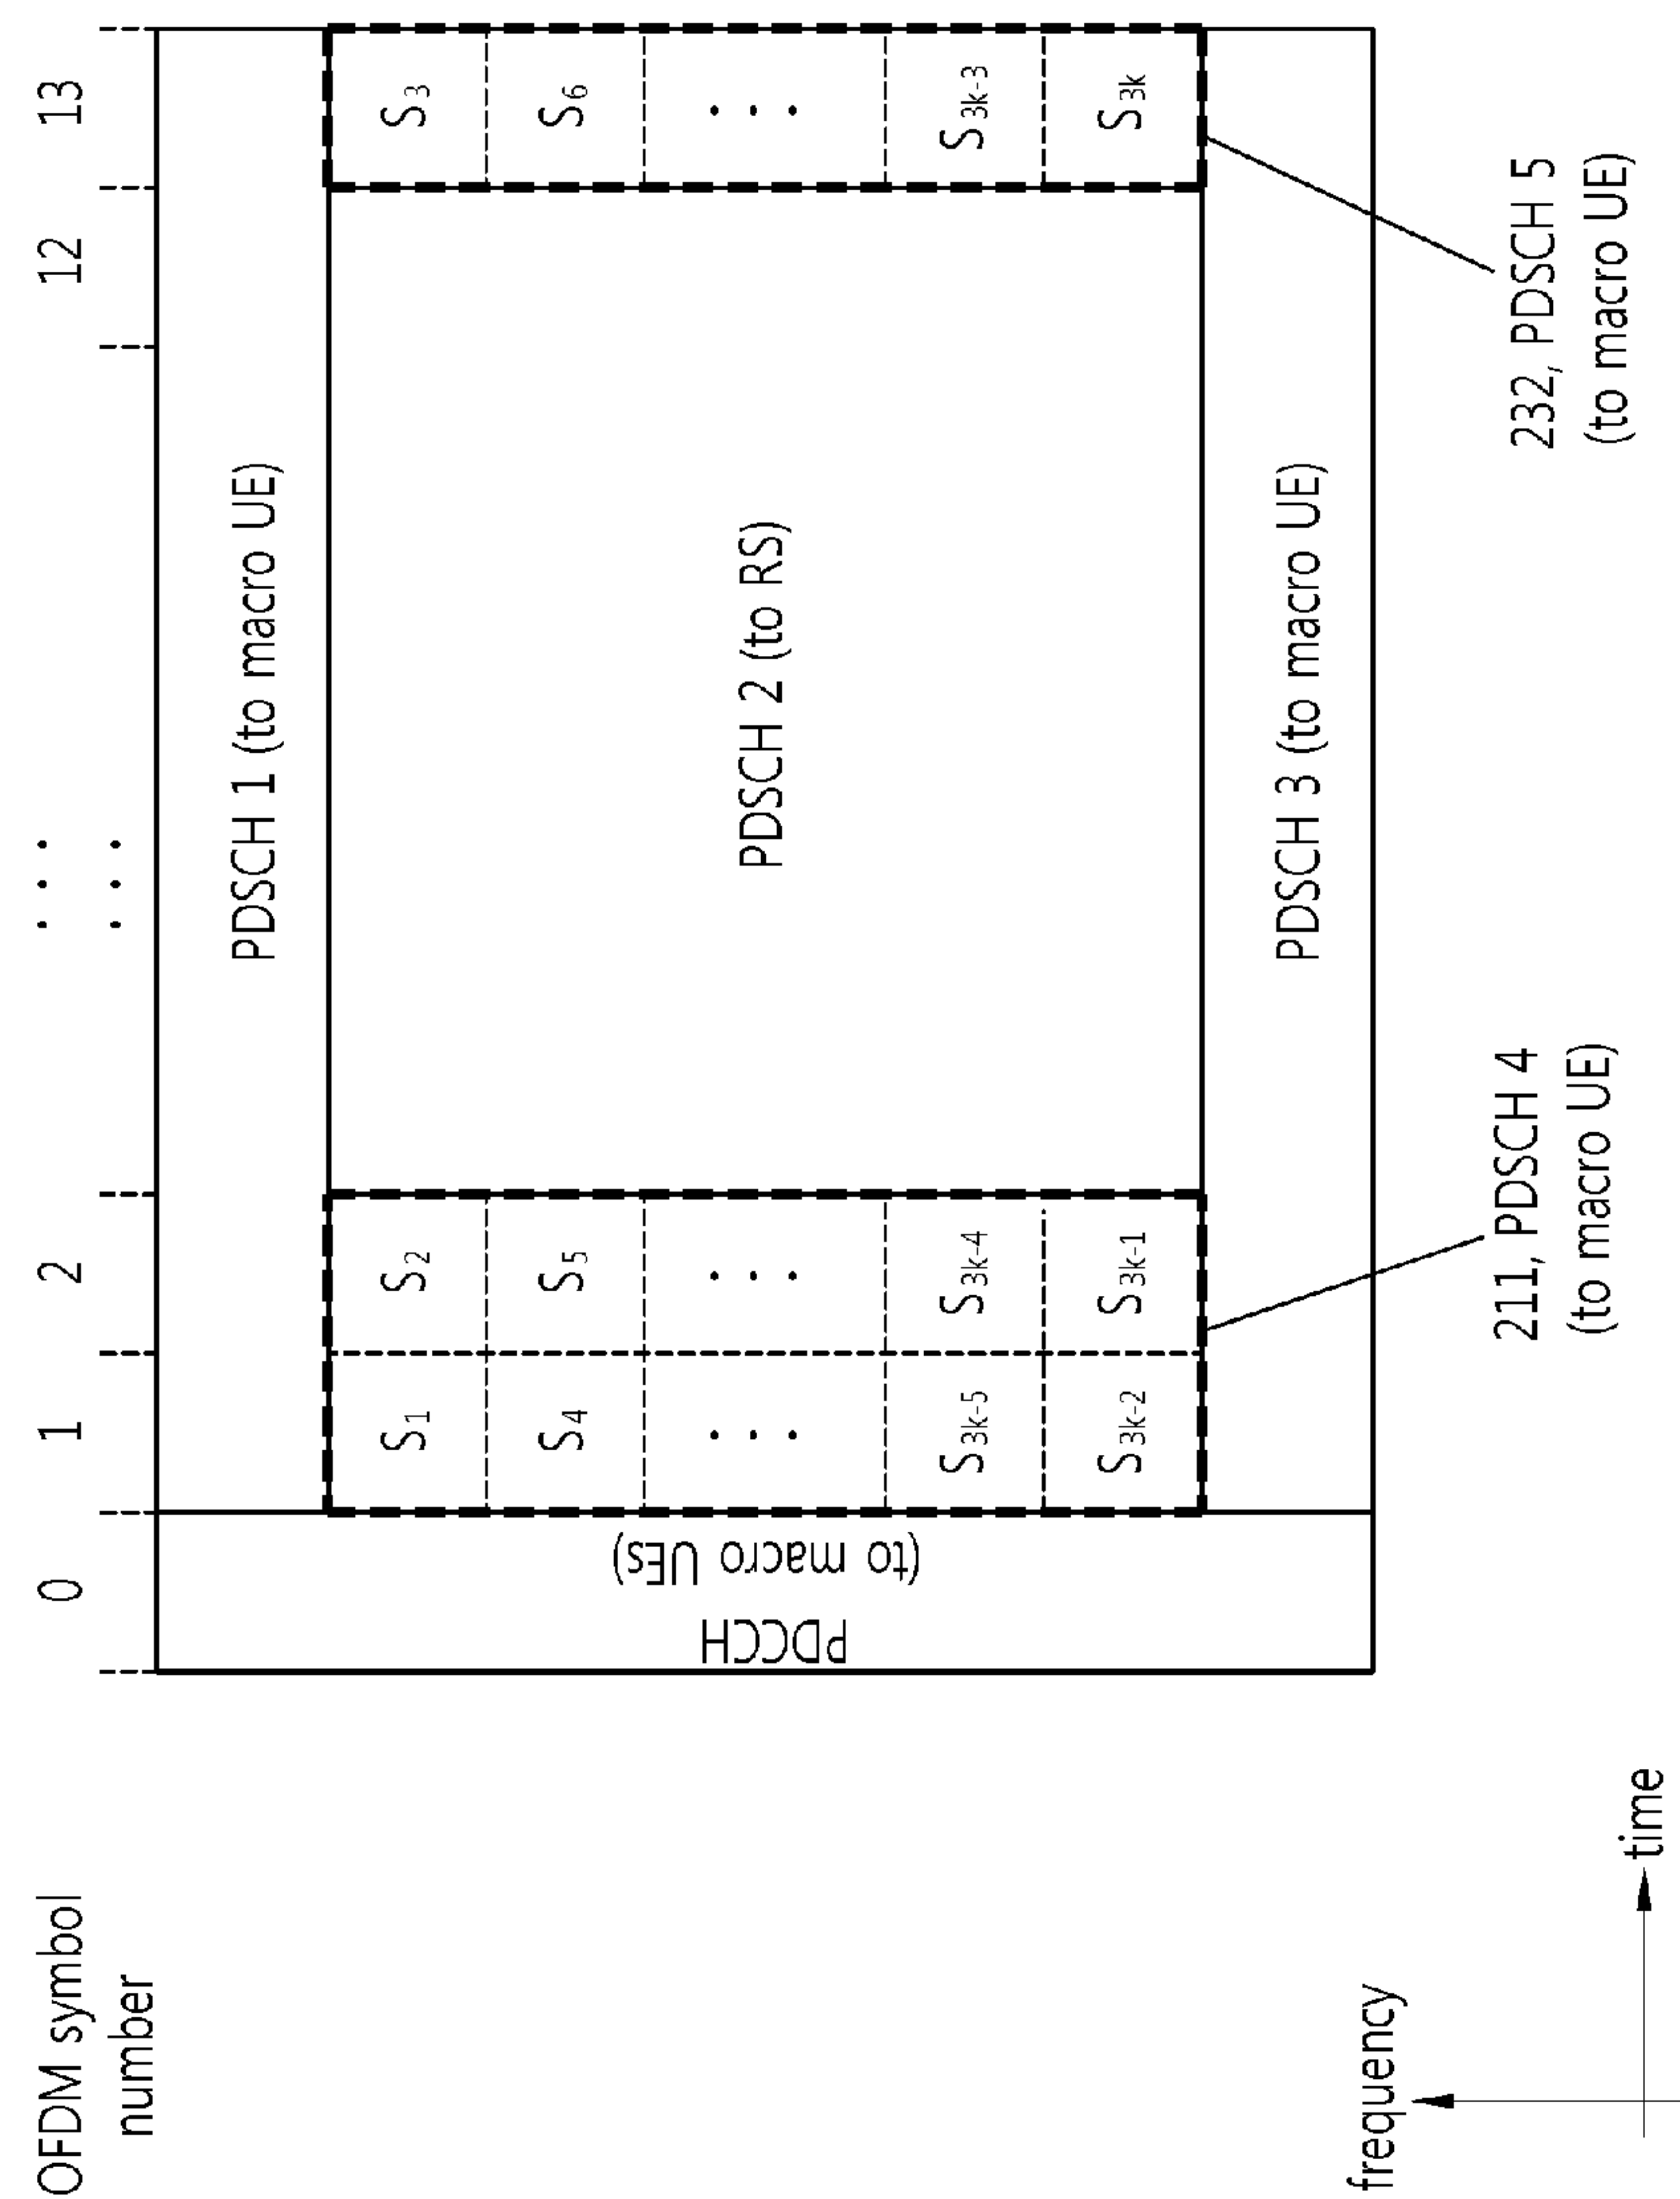 OFDM symbol
number
0 1 2 ... 12 13
...
PDCCH
(to macro UEs)
PDSCH 1 (to macro UE)
S1 S2 S3
S4 S5 S6
... ... ...
S3k-5 S3k-4 S3k-3
S3k-2 S3k-1 S3k
PDSCH 2 (to RS)
PDSCH 3 (to macro UE)
211, PDSCH 4
(to macro UE)
232, PDSCH 5
(to macro UE)
frequency
time